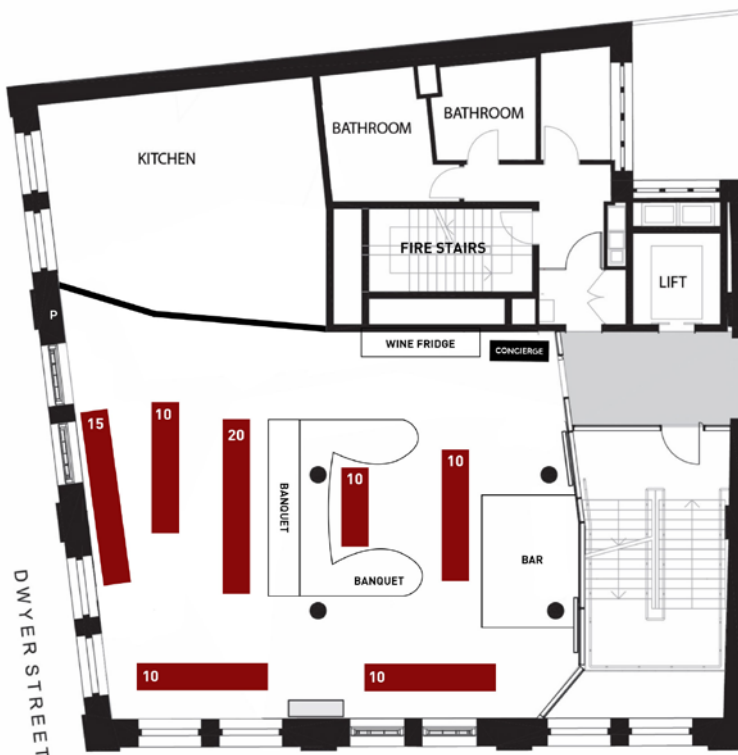 BATHROOM
BATHROOM
KITCHEN
FIRE STAIRS
LIFT
P
WINE FRIDGE
CONCIERGE
15
10
20
10
10
BANQUET
BANQUET
BAR
DWYER STREET
10
10